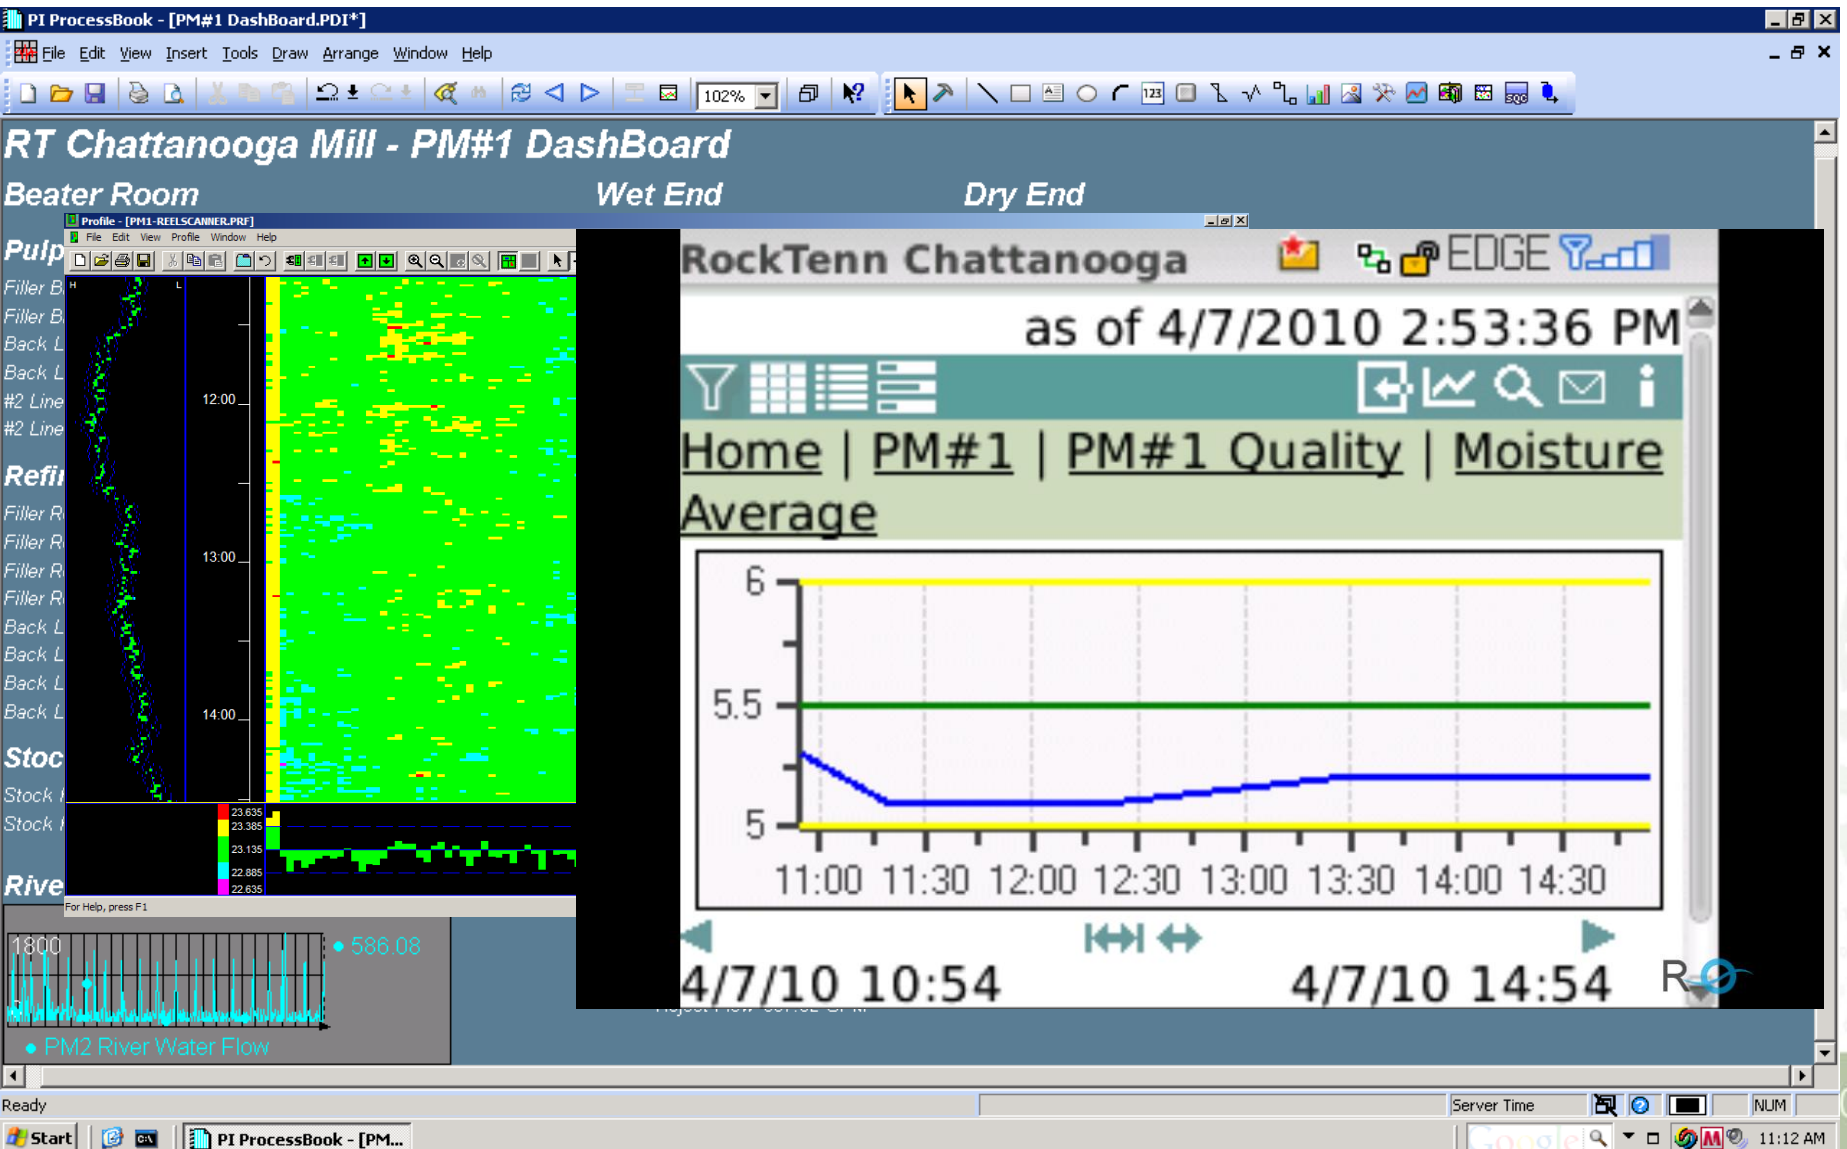 PI ProcessBook - [PM#1 DashBoard.PDI*]
File Edit View Insert Tools Draw Arrange Window Help
102%
123
SQC
RT Chattanooga Mill - PM#1 DashBoard
Beater Room Wet End Dry End
Profile - [PM1-REELSCANNER.PRF]
File Edit View Profile Window Help
Pulp
Filler B
Filler B
Back L
Back L
#2 Line
#2 Line
Refi
Filler R
Filler R
Filler R
Filler R
Back L
Back L
Back L
Back L
Stoc
Stock
Stock
Rive
H L
12:00
13:00
14:00
23.635
23.385
23.135
22.885
22.635
For Help, press F1
1800
586.08
PM2 River Water Flow
RockTenn Chattanooga EDGE
as of 4/7/2010 2:53:36 PM
Home | PM#1 | PM#1 Quality | Moisture
Average
6
5.5
5
11:00 11:30 12:00 12:30 13:00 13:30 14:00 14:30
4/7/10 10:54 4/7/10 14:54
Ready Server Time NUM
Start PI ProcessBook - [PM... Google 11:12 AM